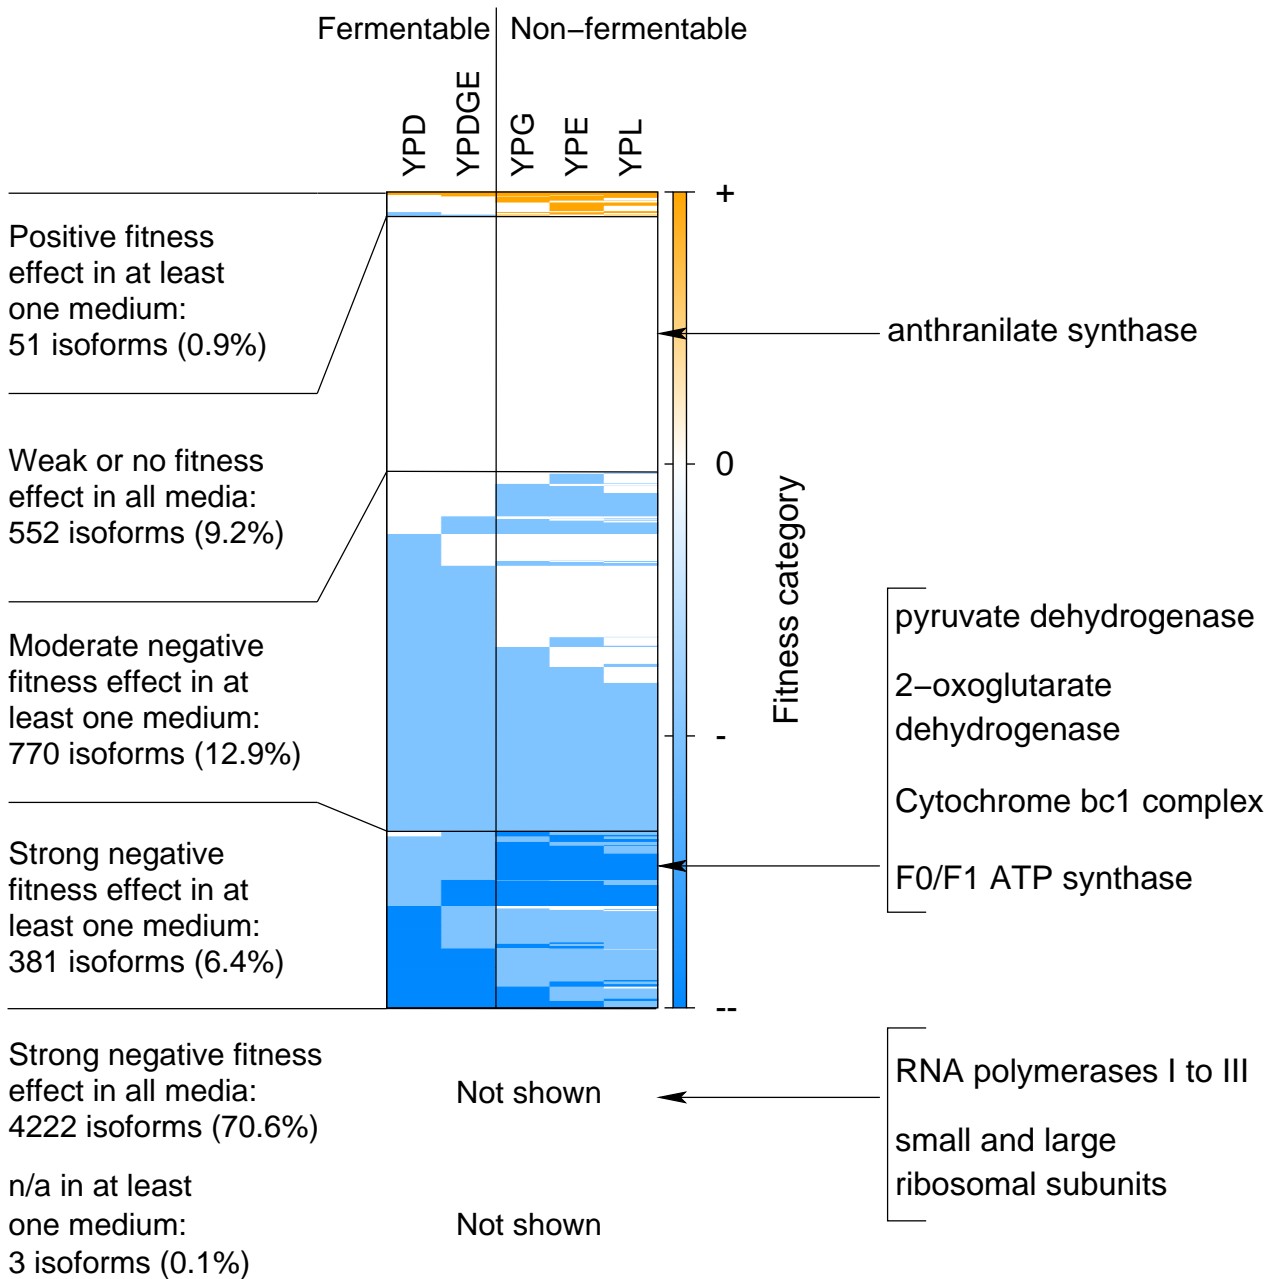 Fermentable
Non−fermentable
YPD
YPDGE
YPG
YPE
YPL
Positive fitness
effect in at least
one medium:
51 isoforms (0.9%)
Weak or no fitness
effect in all media:
552 isoforms (9.2%)
Moderate negative
fitness effect in at
least one medium:
770 isoforms (12.9%)
Strong negative
fitness effect in at
least one medium:
381 isoforms (6.4%)
Strong negative fitness
effect in all media:
4222 isoforms (70.6%)
n/a in at least
one medium:
3 isoforms (0.1%)
Not shown
Not shown
+
0
-
--
Fitness category
anthranilate synthase
pyruvate dehydrogenase
2−oxoglutarate
dehydrogenase
Cytochrome bc1 complex
F0/F1 ATP synthase
RNA polymerases I to III
small and large
ribosomal subunits